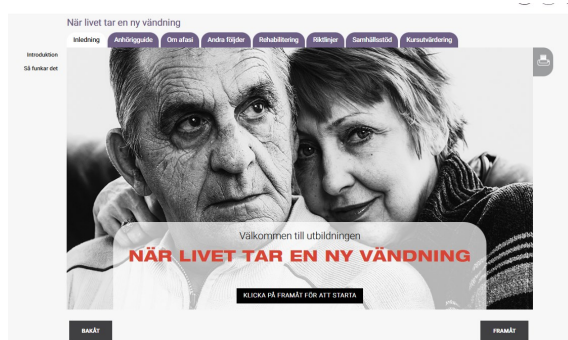 När livet tar en ny vändning
Inledning Anhörigguide Om afasi Andra följder Rehabilitering Riktlinjer Samhällsstöd Kursutvärdering
Introduktion
Så funkar det
Välkommen till utbildningen
NÄR LIVET TAR EN NY VÄNDNING
KLICKA PÅ FRAMÅT FÖR ATT STARTA
BAKÅT FRAMÅT